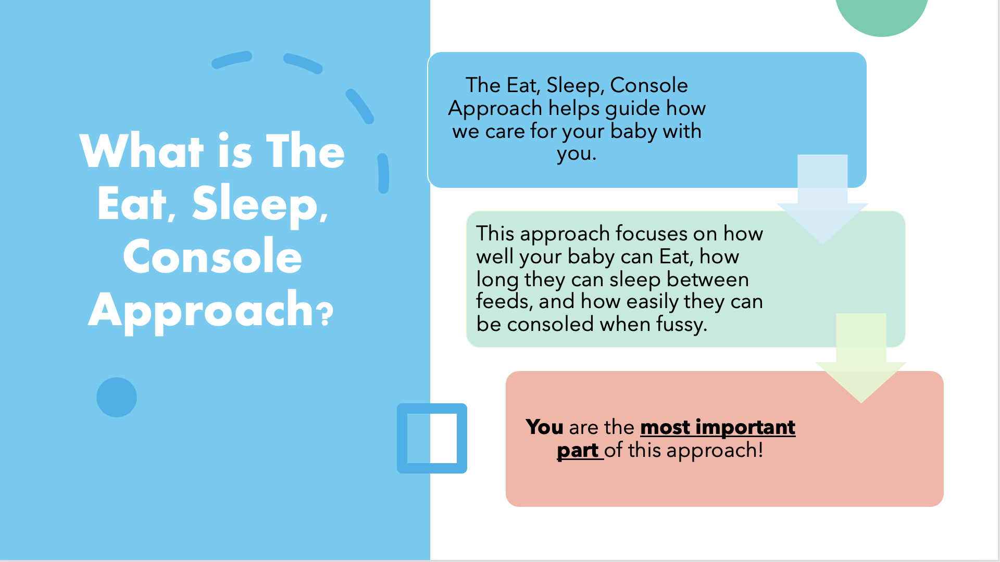 What is The
Eat, Sleep,
Console
Approach?
The Eat, Sleep, Console
Approach helps guide how
we care for your baby with
you.
This approach focuses on how
well your baby can Eat, how
long they can sleep between
feeds, and how easily they can
be consoled when fussy.
You are the most important
part of this approach!